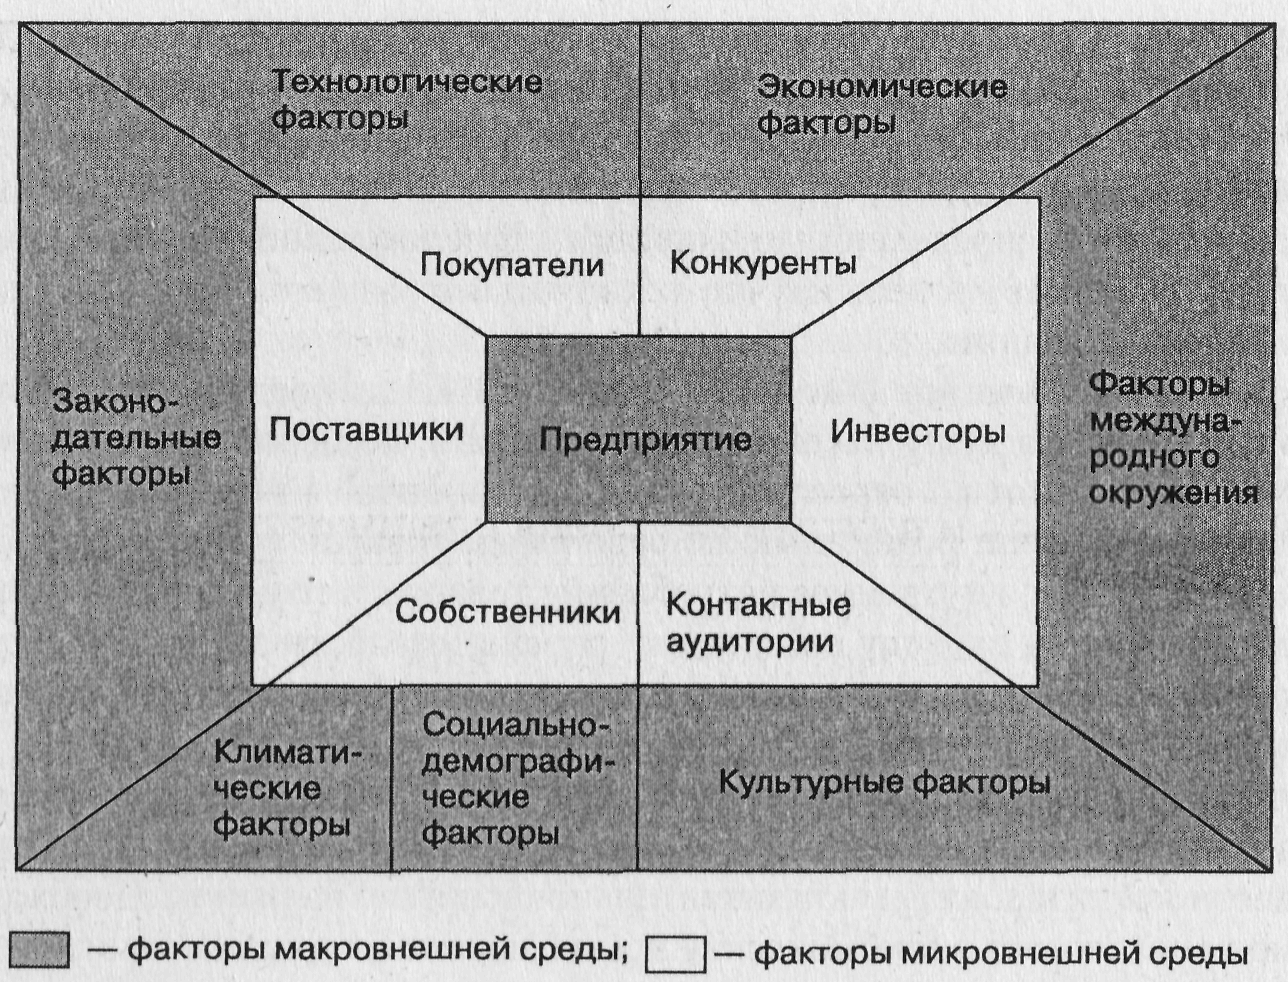 Технологические
факторы
Экономические
факторы
Покупатели
Конкуренты
Законо-
дательные
факторы
Поставщики
Предприятие
Инвесторы
Факторы
междуна-
родного
окружения
Собственники
Контактные
аудитории
Климати-
ческие
факторы
Социально-
демографи-
ческие
факторы
Культурные факторы
— факторы макровнешней среды;
— факторы микровнешней среды